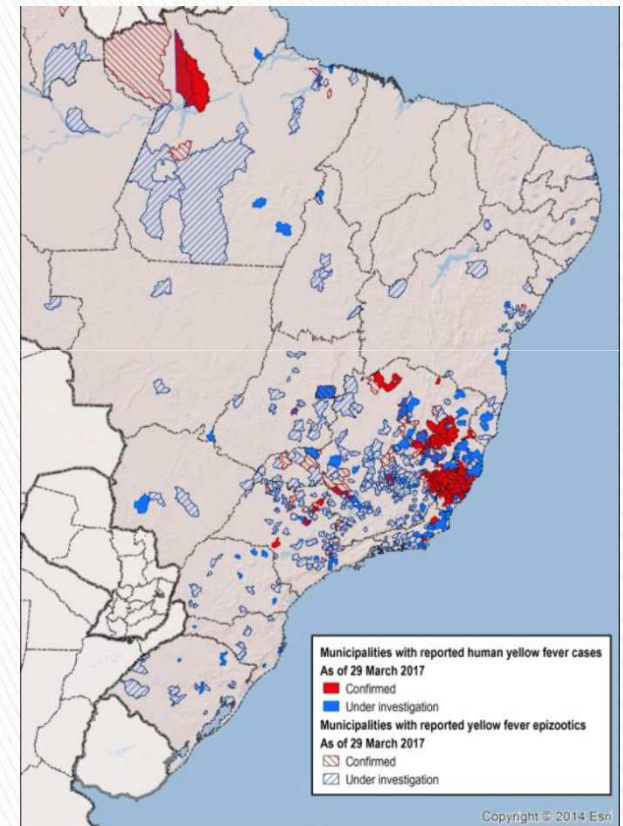 Municipalities with reported human yellow fever cases
As of 29 March 2017
Confirmed
Under investigation
Municipalities with reported yellow fever epizootics
As of 29 March 2017
Confirmed
Under investigation
Copyright © 2014 Esri